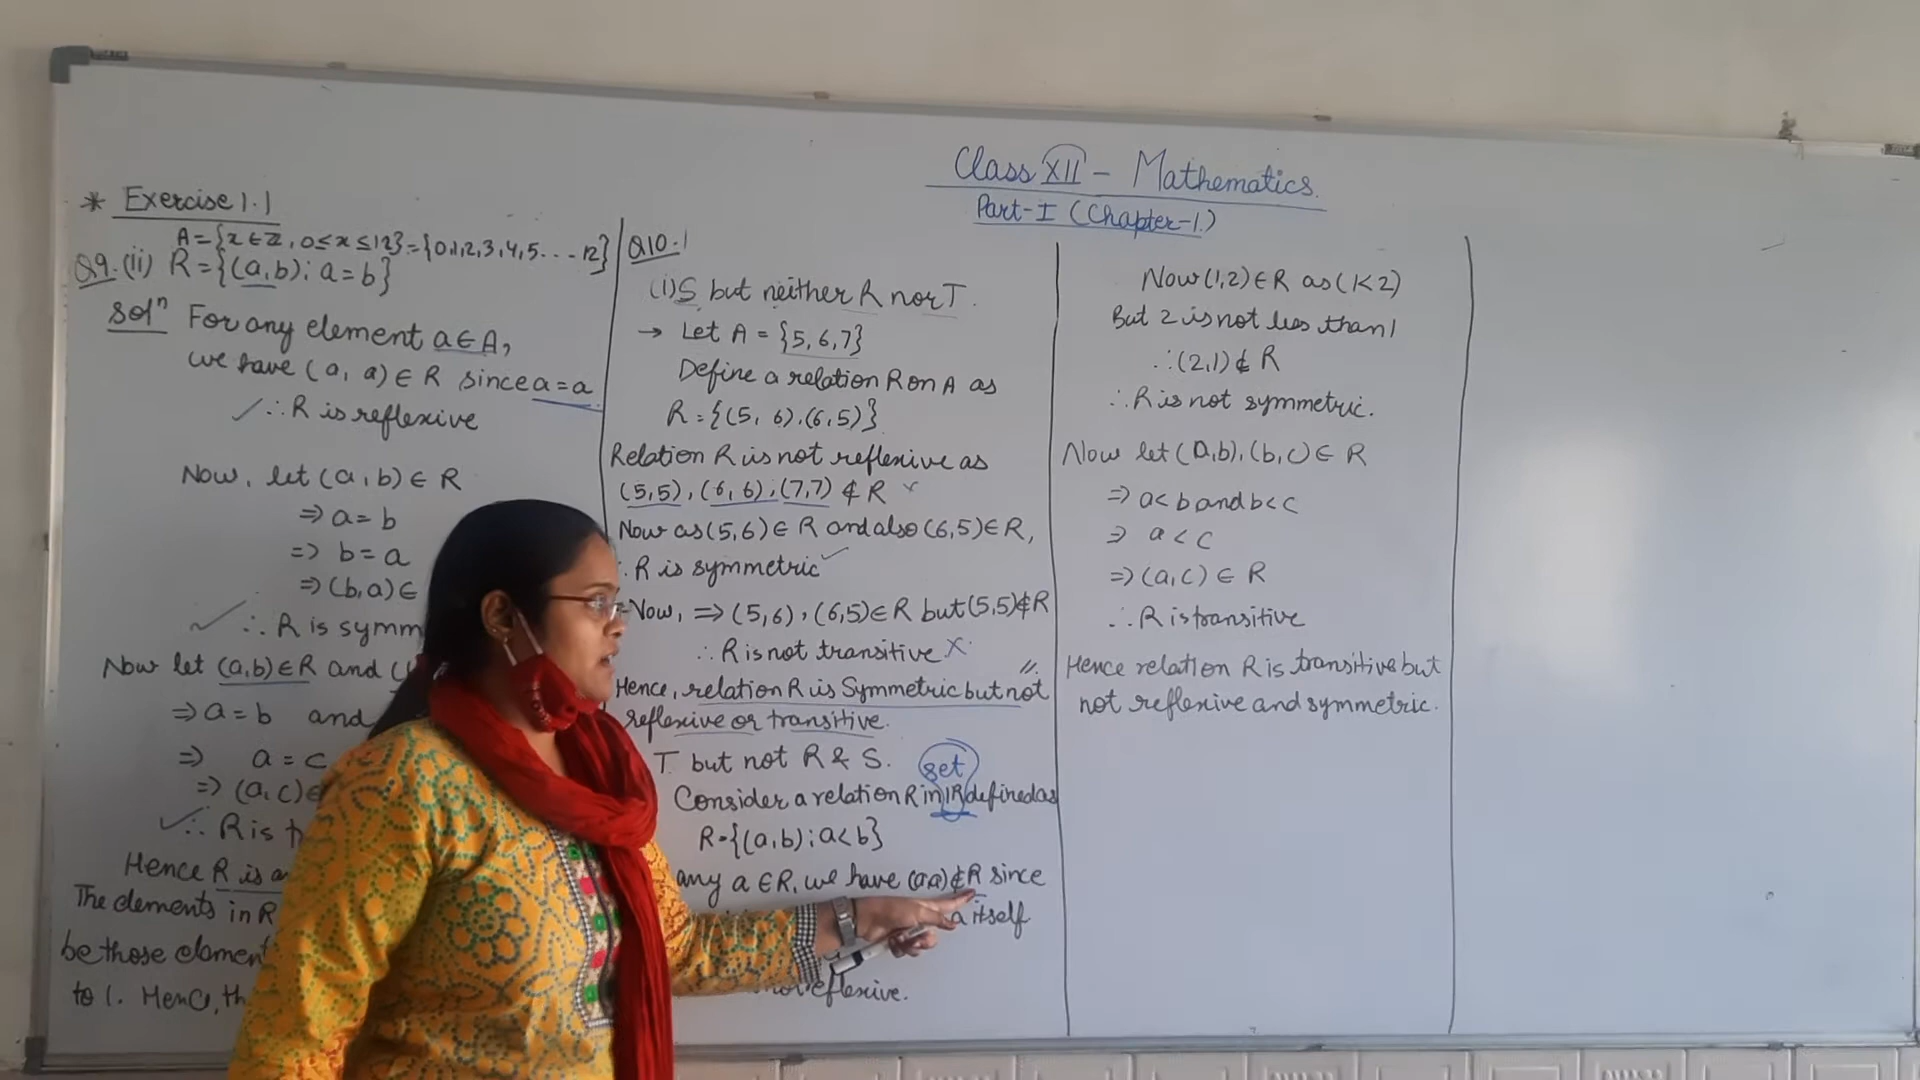 Class XII - Mathematics.
Part-I (Chapter-1.)
* Exercise 1.1
A = {x ∈ Z, 0 ≤ x ≤ 12} = {0,1,2,3,4,5...12}
Q9. (ii) R = {(a,b): a = b}
Solⁿ For any element a ∈ A,
we have (a, a) ∈ R since a = a
∴ R is reflexive
Now, let (a,b) ∈ R
⇒ a = b
⇒ b = a
⇒ (b,a) ∈
∴ R is symm
Now let (a,b) ∈ R and
⇒ a = b and
⇒ a = c
⇒ (a,c) ∈
∴ R is
Hence R is
The elements in R
be those
to 1. Hence, th
Q10.
(i) S but neither R nor T.
→ Let A = {5,6,7}
Define a relation R on A as
R = {(5, 6), (6,5)}
Relation R is not reflexive as
(5,5), (6,6), (7,7) ∉ R ×
Now as (5,6) ∈ R and also (6,5) ∈ R,
∴ R is symmetric ✓
Now, ⇒ (5,6), (6,5) ∈ R but (5,5) ∉ R
∴ R is not transitive ×
Hence, relation R is Symmetric but not
reflexive or transitive.
T but not R & S.
set
Consider a relation R in IR defined as
R = {(a,b): a < b}
any a ∈ R, we have (a,a) ∉ R since
a itself
not reflexive.
Now (1,2) ∈ R as (1<2)
But 2 is not less than 1
∴ (2,1) ∉ R
∴ R is not symmetric.
Now let (a,b), (b,c) ∈ R
⇒ a < b and b < c
⇒ a < c
⇒ (a,c) ∈ R
∴ R is transitive
Hence relation R is transitive but
not reflexive and symmetric.